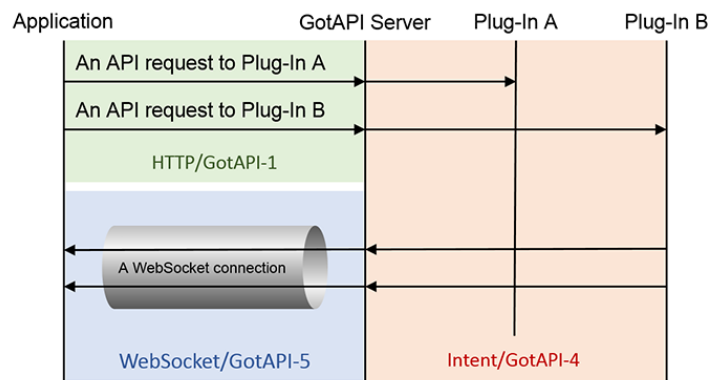 Application GotAPI Server Plug-In A Plug-In B
An API request to Plug-In A
An API request to Plug-In B
HTTP/GotAPI-1
A WebSocket connection
WebSocket/GotAPI-5 Intent/GotAPI-4